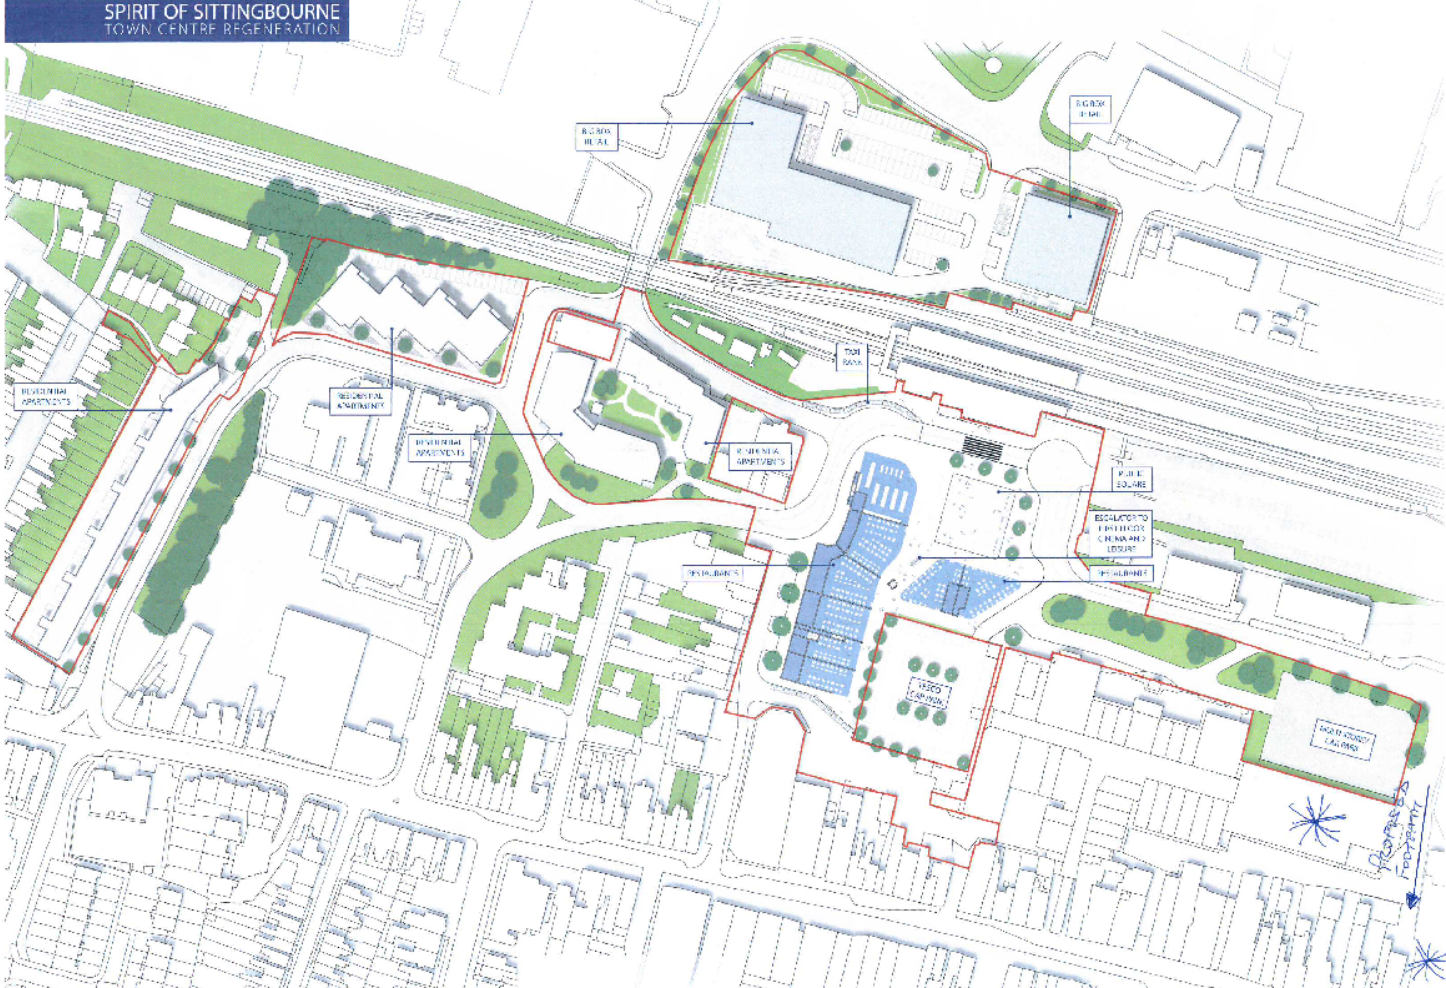 SPIRIT OF SITTINGBOURNE
TOWN CENTRE REGENERATION
BIG BOX
RETAIL
BIG BOX
RETAIL
TAXI
RANK
RESIDENTIAL
APARTMENTS
RESIDENTIAL
APARTMENTS
RESIDENTIAL
APARTMENTS
RESIDENTIAL
APARTMENTS
PUBLIC
SQUARE
ESCALATOR TO
FIRST FLOOR
CINEMA AND
LEISURE
RESTAURANTS
RESTAURANTS
TESCO
CAR PARK
MULTI STOREY
CAR PARK
PROPOSED
FOOTPATH